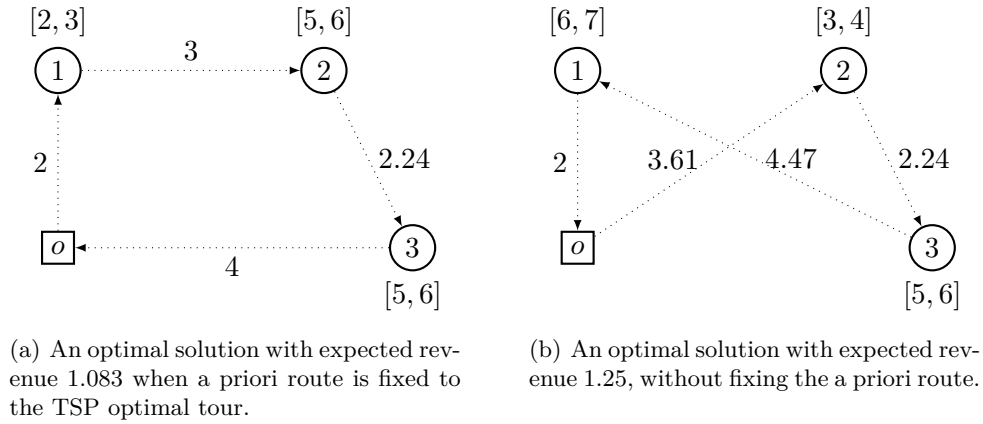 [2, 3]
[5, 6]
1
3
2
2
2.24
o
4
3
[5, 6]
(a) An optimal solution with expected rev-
enue 1.083 when a priori route is fixed to
the TSP optimal tour.
[6, 7]
[3, 4]
1
2
2
3.61
4.47
2.24
o
3
[5, 6]
(b) An optimal solution with expected rev-
enue 1.25, without fixing the a priori route.